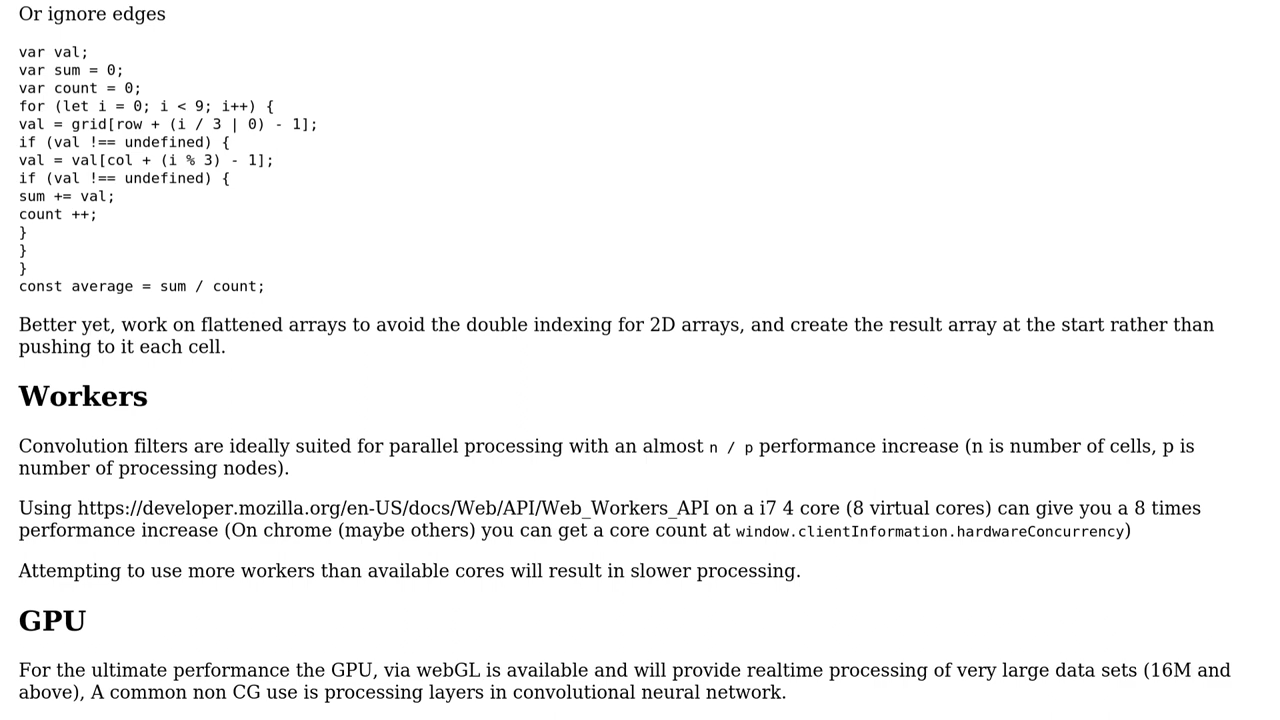 Or ignore edges
var val;
var sum = 0;
var count = 0;
for (let i = 0; i < 9; i++) {
val = grid[row + (i / 3 | 0) - 1];
if (val !== undefined) {
val = val[col + (i % 3) - 1];
if (val !== undefined) {
sum += val;
count ++;
}
}
}
const average = sum / count;
Better yet, work on flattened arrays to avoid the double indexing for 2D arrays, and create the result array at the start rather than
pushing to it each cell.
Workers
Convolution filters are ideally suited for parallel processing with an almost n / p performance increase (n is number of cells, p is
number of processing nodes).
Using https://developer.mozilla.org/en-US/docs/Web/API/Web_Workers_API on a i7 4 core (8 virtual cores) can give you a 8 times
performance increase (On chrome (maybe others) you can get a core count at window.clientInformation.hardwareConcurrency)
Attempting to use more workers than available cores will result in slower processing.
GPU
For the ultimate performance the GPU, via webGL is available and will provide realtime processing of very large data sets (16M and
above), A common non CG use is processing layers in convolutional neural network.